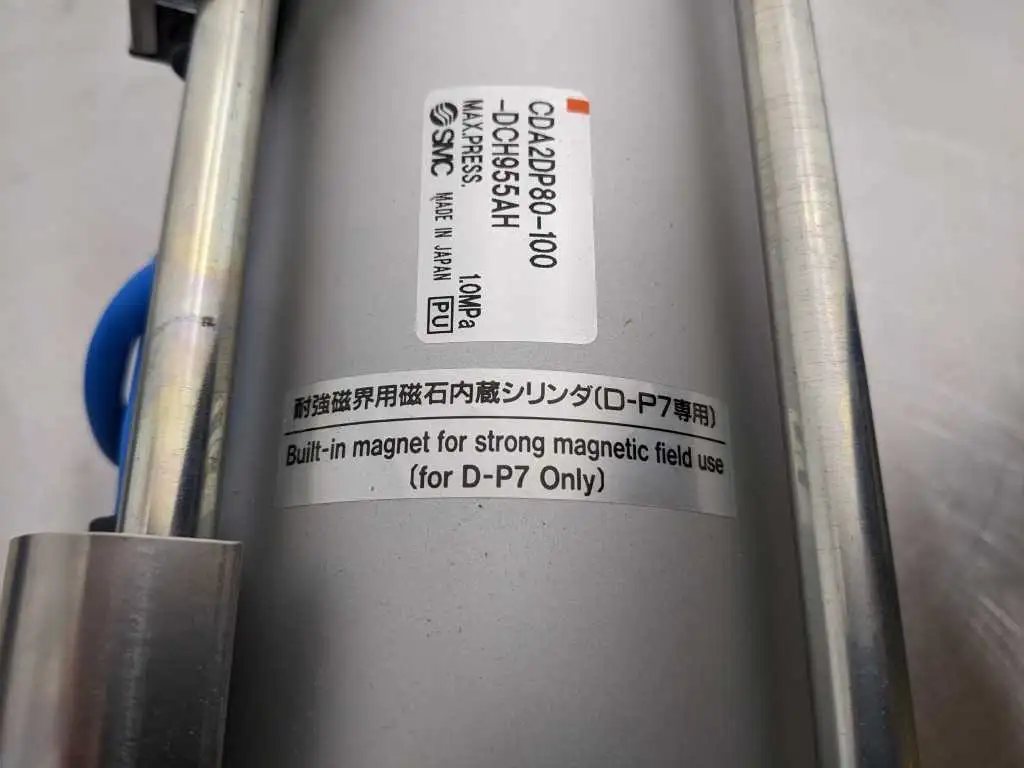 CDA2DP80-100
-DCH955AH
MAX.PRESS. 1.0MPa
SMC MADE IN JAPAN PU
耐強磁界用磁石内蔵シリンダ(D-P7専用)
Built-in magnet for strong magnetic field use
(for D-P7 Only)